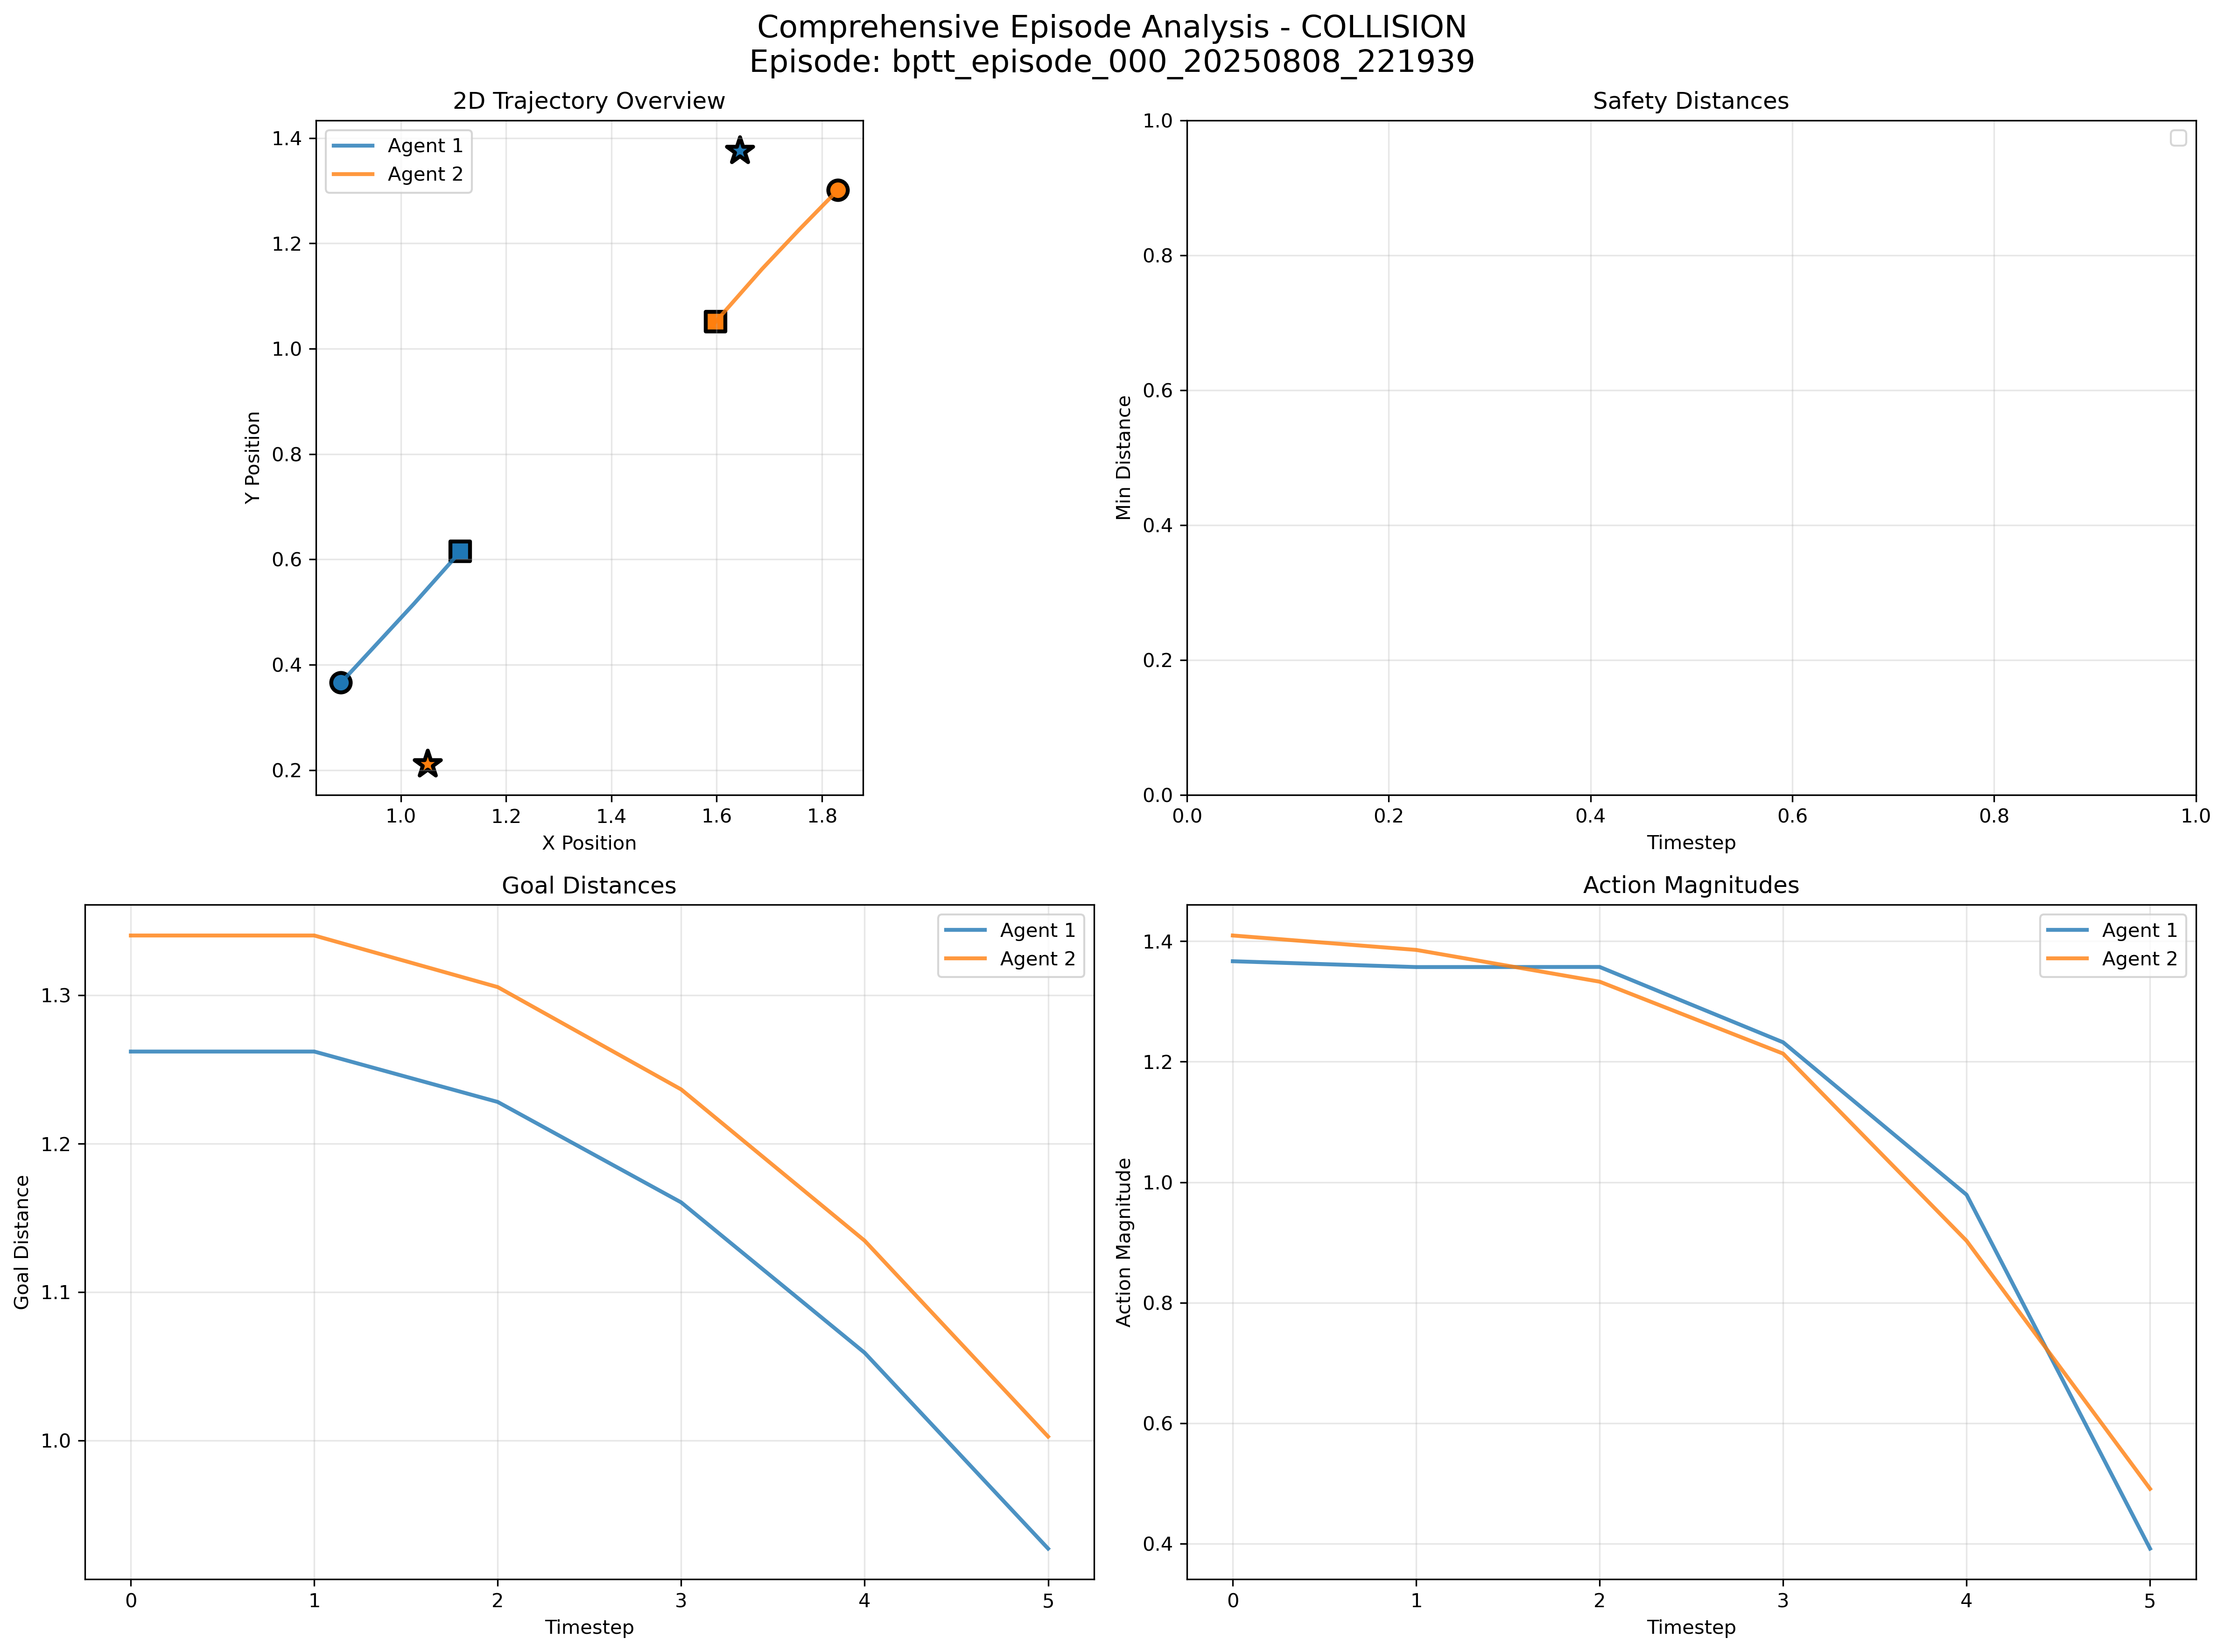 Comprehensive Episode Analysis - COLLISION
Episode: bptt_episode_000_20250808_221939
2D Trajectory Overview
Agent 1
Agent 2
Y Position
1.4
1.2
1.0
0.8
0.6
0.4
0.2
1.0 1.2 1.4 1.6 1.8
X Position
Safety Distances
Min Distance
1.0
0.8
0.6
0.4
0.2
0.0
0.0 0.2 0.4 0.6 0.8 1.0
Timestep
Goal Distances
Agent 1
Agent 2
Goal Distance
1.3
1.2
1.1
1.0
0 1 2 3 4 5
Timestep
Action Magnitudes
Agent 1
Agent 2
Action Magnitude
1.4
1.2
1.0
0.8
0.6
0.4
0 1 2 3 4 5
Timestep